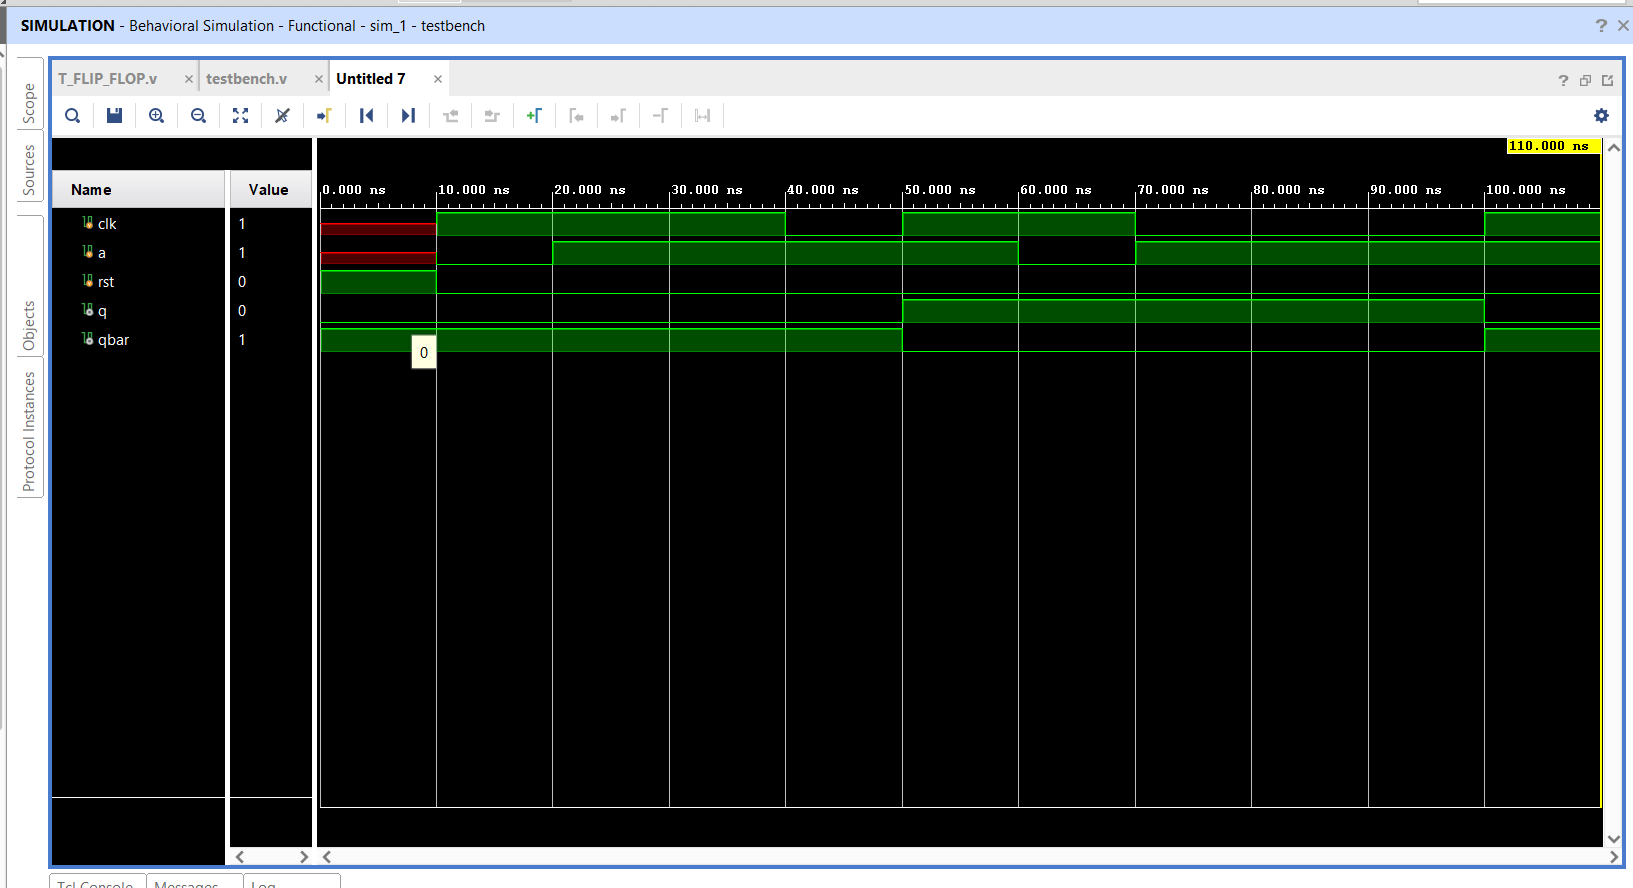 SIMULATION - Behavioral Simulation - Functional - sim_1 - testbench
T_FLIP_FLOP.v
testbench.v
Untitled 7
Scope
Sources
Objects
Protocol Instances
110.000 ns
Name
Value
0.000 ns 10.000 ns 20.000 ns 30.000 ns 40.000 ns 50.000 ns 60.000 ns 70.000 ns 80.000 ns 90.000 ns 100.000 ns
clk 1
a 1
rst 0
q 0
qbar 1
0
Tcl Console
Messages
Log